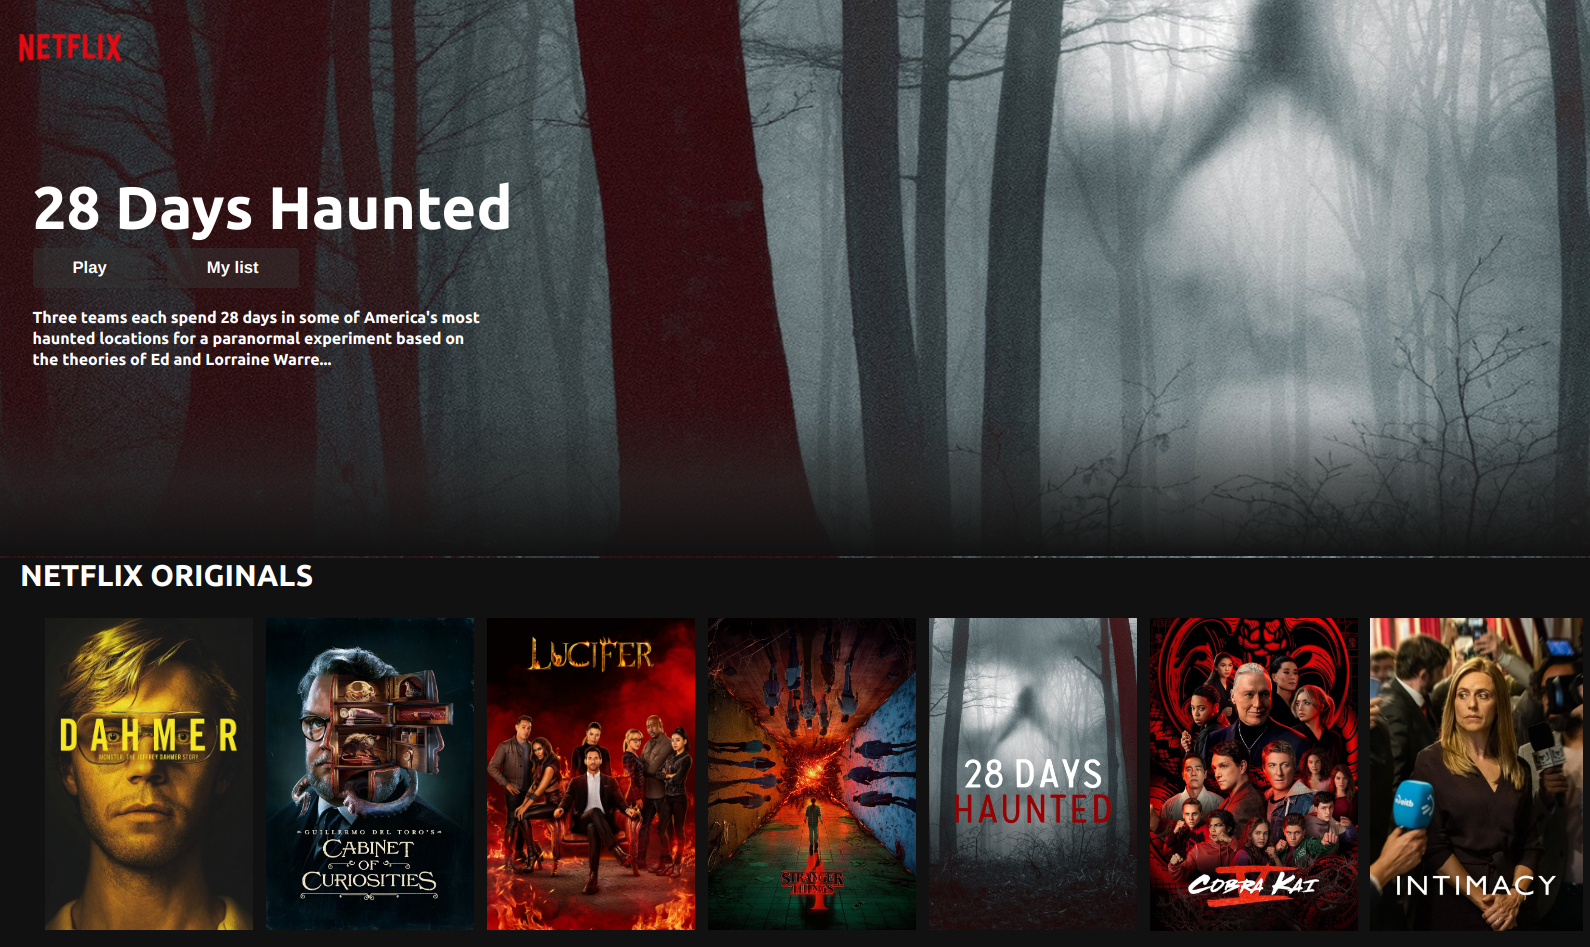 NETFLIX
28 Days Haunted
Play
My list
Three teams each spend 28 days in some of America's most
haunted locations for a paranormal experiment based on
the theories of Ed and Lorraine Warre...
NETFLIX ORIGINALS
DAHMER
MONSTER: THE JEFFREY DAHMER STORY
GUILLERMO DEL TORO'S
CABINET
OF
CURIOSITIES
LUCIFER
STRANGER
THINGS
28 DAYS
HAUNTED
COBRA KAI
V
eitb
INTIMACY